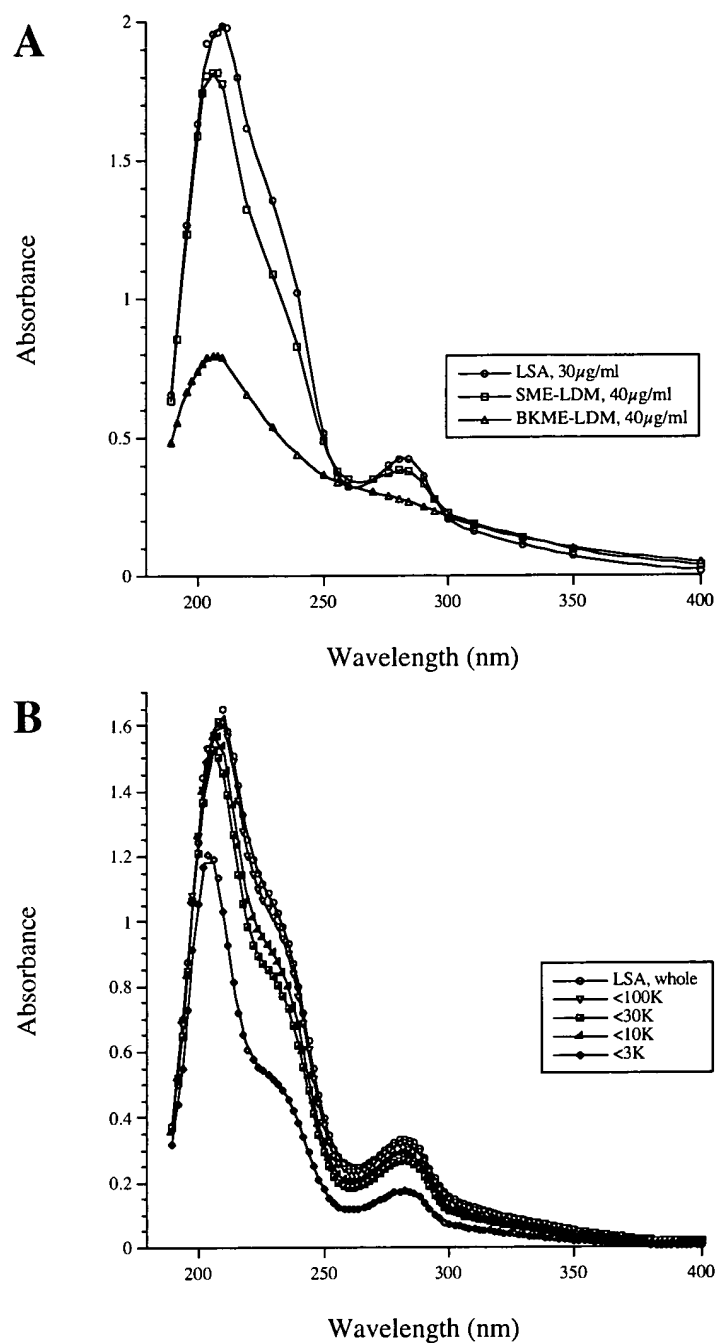 A
2
1.5
1
0.5
0
Absorbance
LSA, 30µg/ml
SME-LDM, 40µg/ml
BKME-LDM, 40µg/ml
200 250 300 350 400
Wavelength (nm)
B
1.6
1.4
1.2
1
0.8
0.6
0.4
0.2
0
Absorbance
LSA, whole
<100K
<30K
<10K
<3K
200 250 300 350 400
Wavelength (nm)